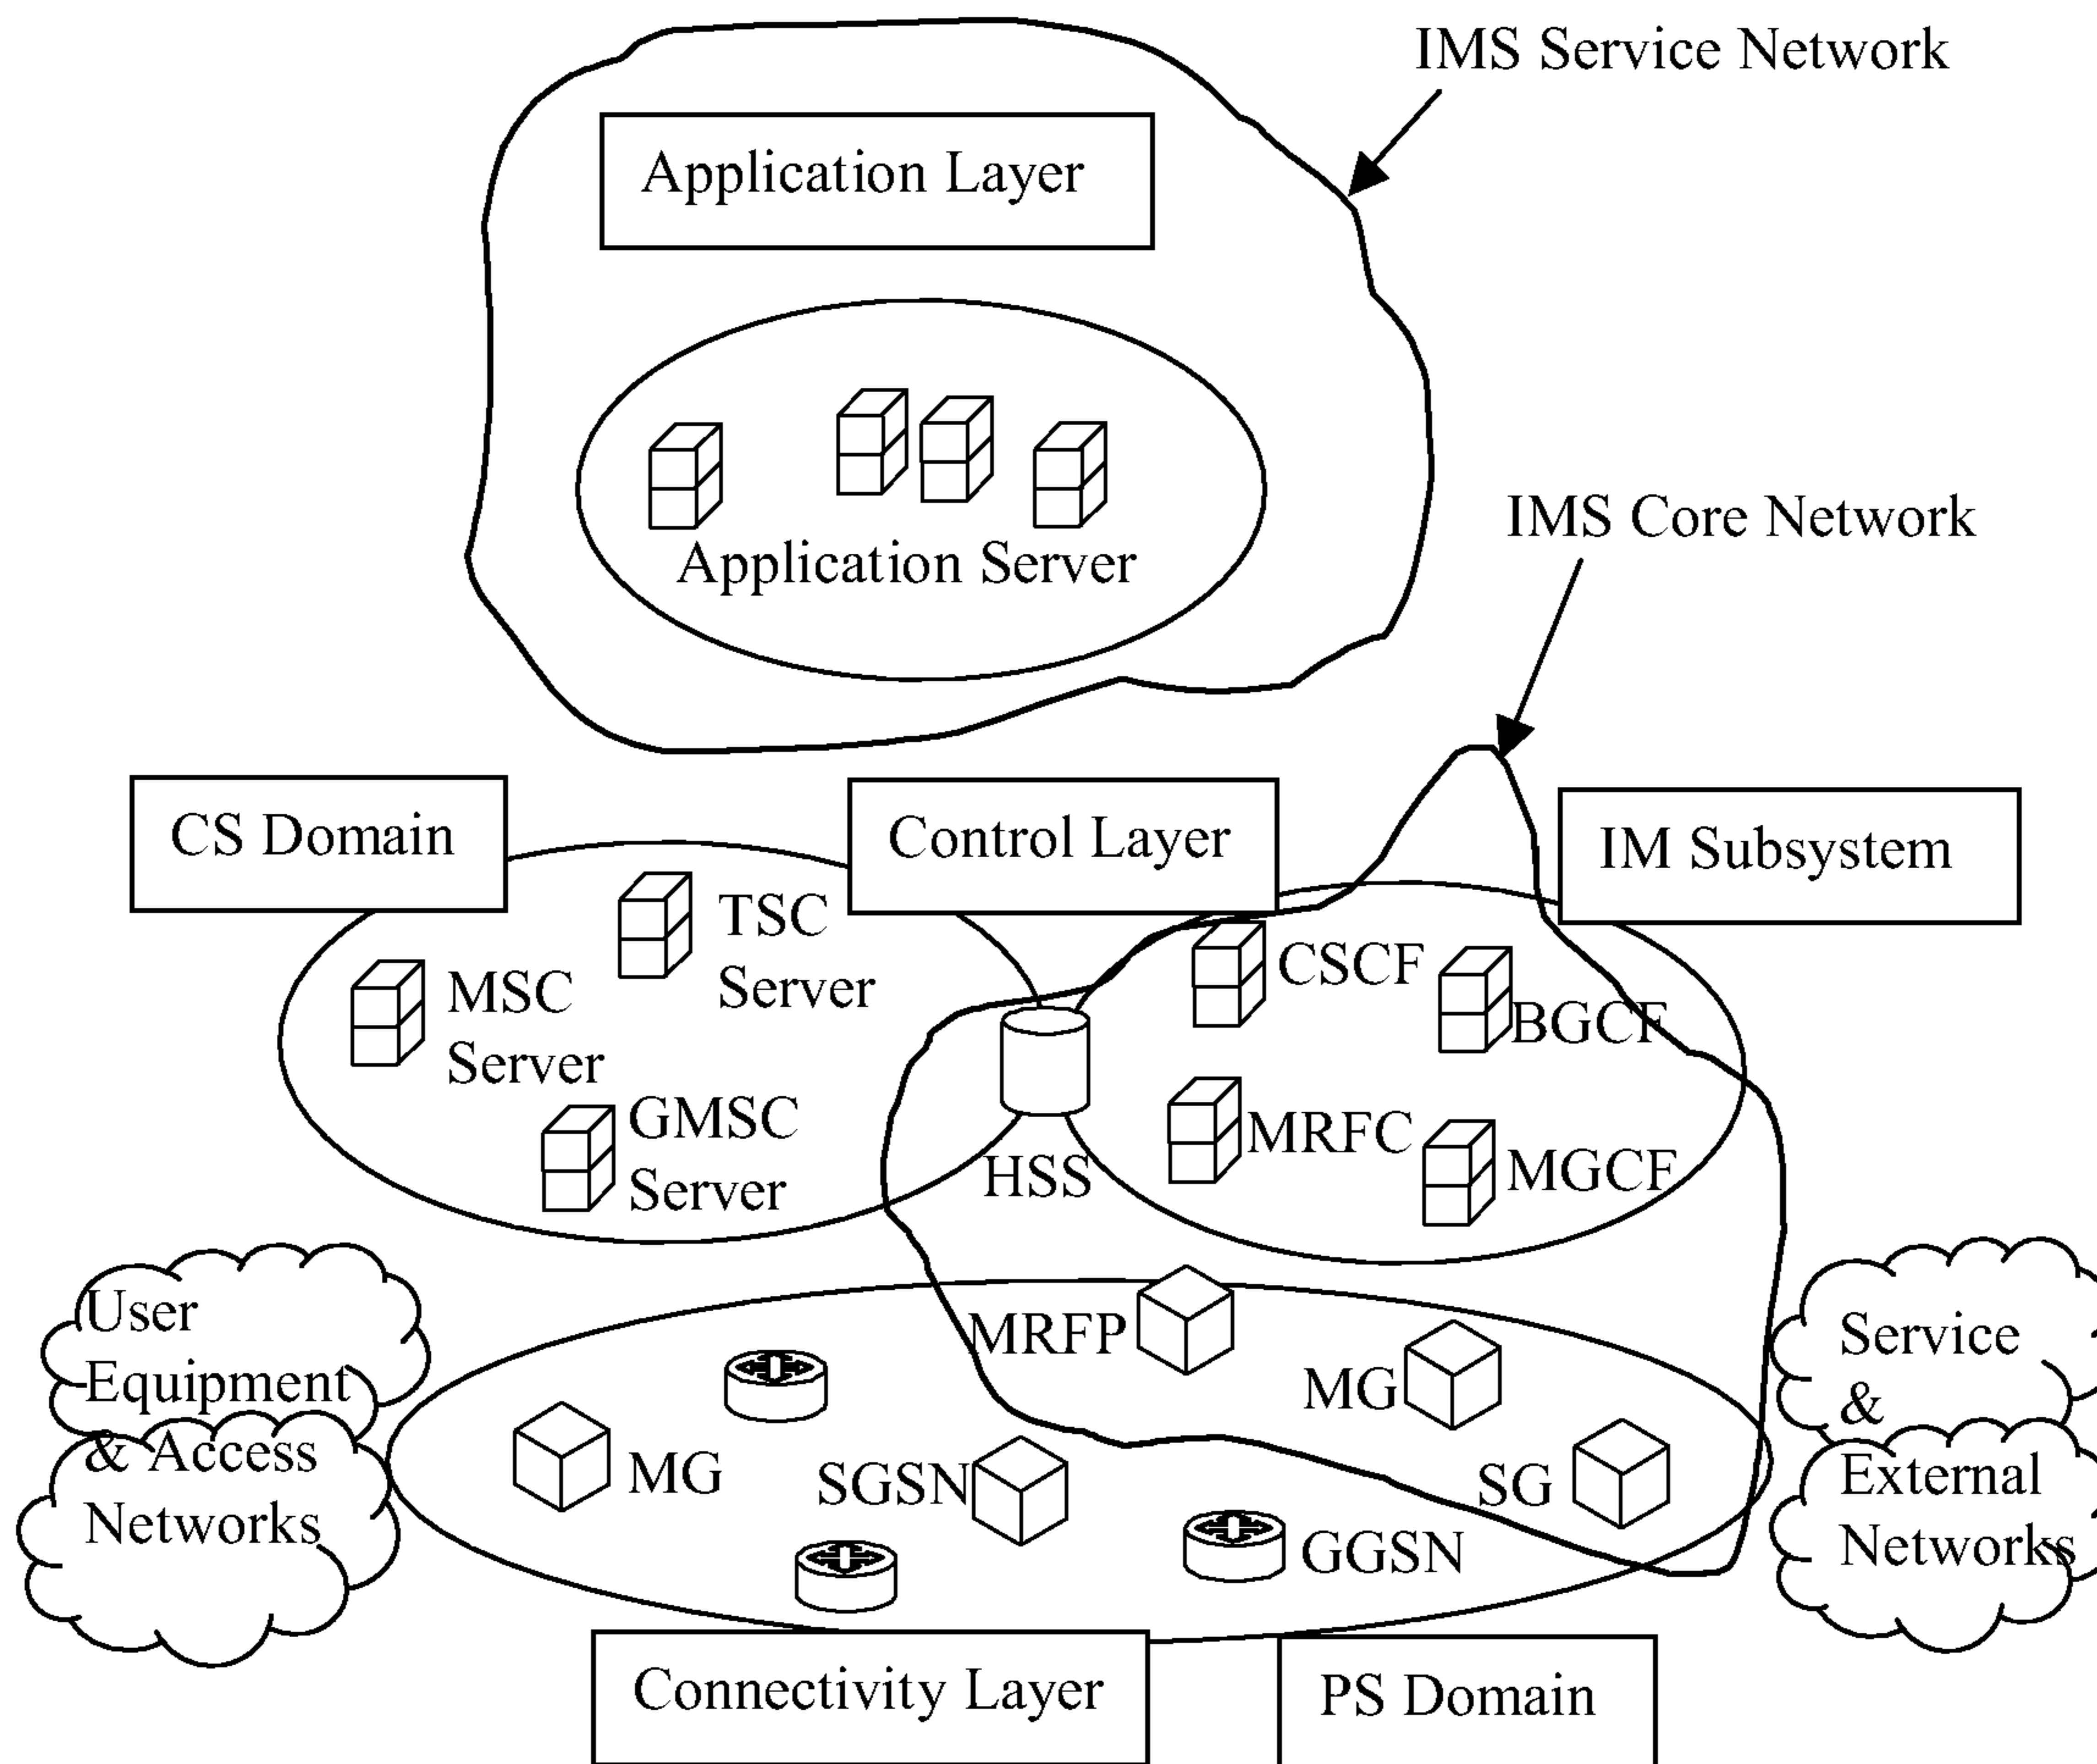 IMS Service Network
Application Layer
IMS Core Network
Application Server
CS Domain
Control Layer
IM Subsystem
TSC
Server
MSC
Server
GMSC
Server
CSCF
BGCF
MRFC
MGCF
HSS
User
Equipment
& Access
Networks
MRFP
MG
MG
SGSN
SG
GGSN
Service
&
External
Networks
Connectivity Layer
PS Domain